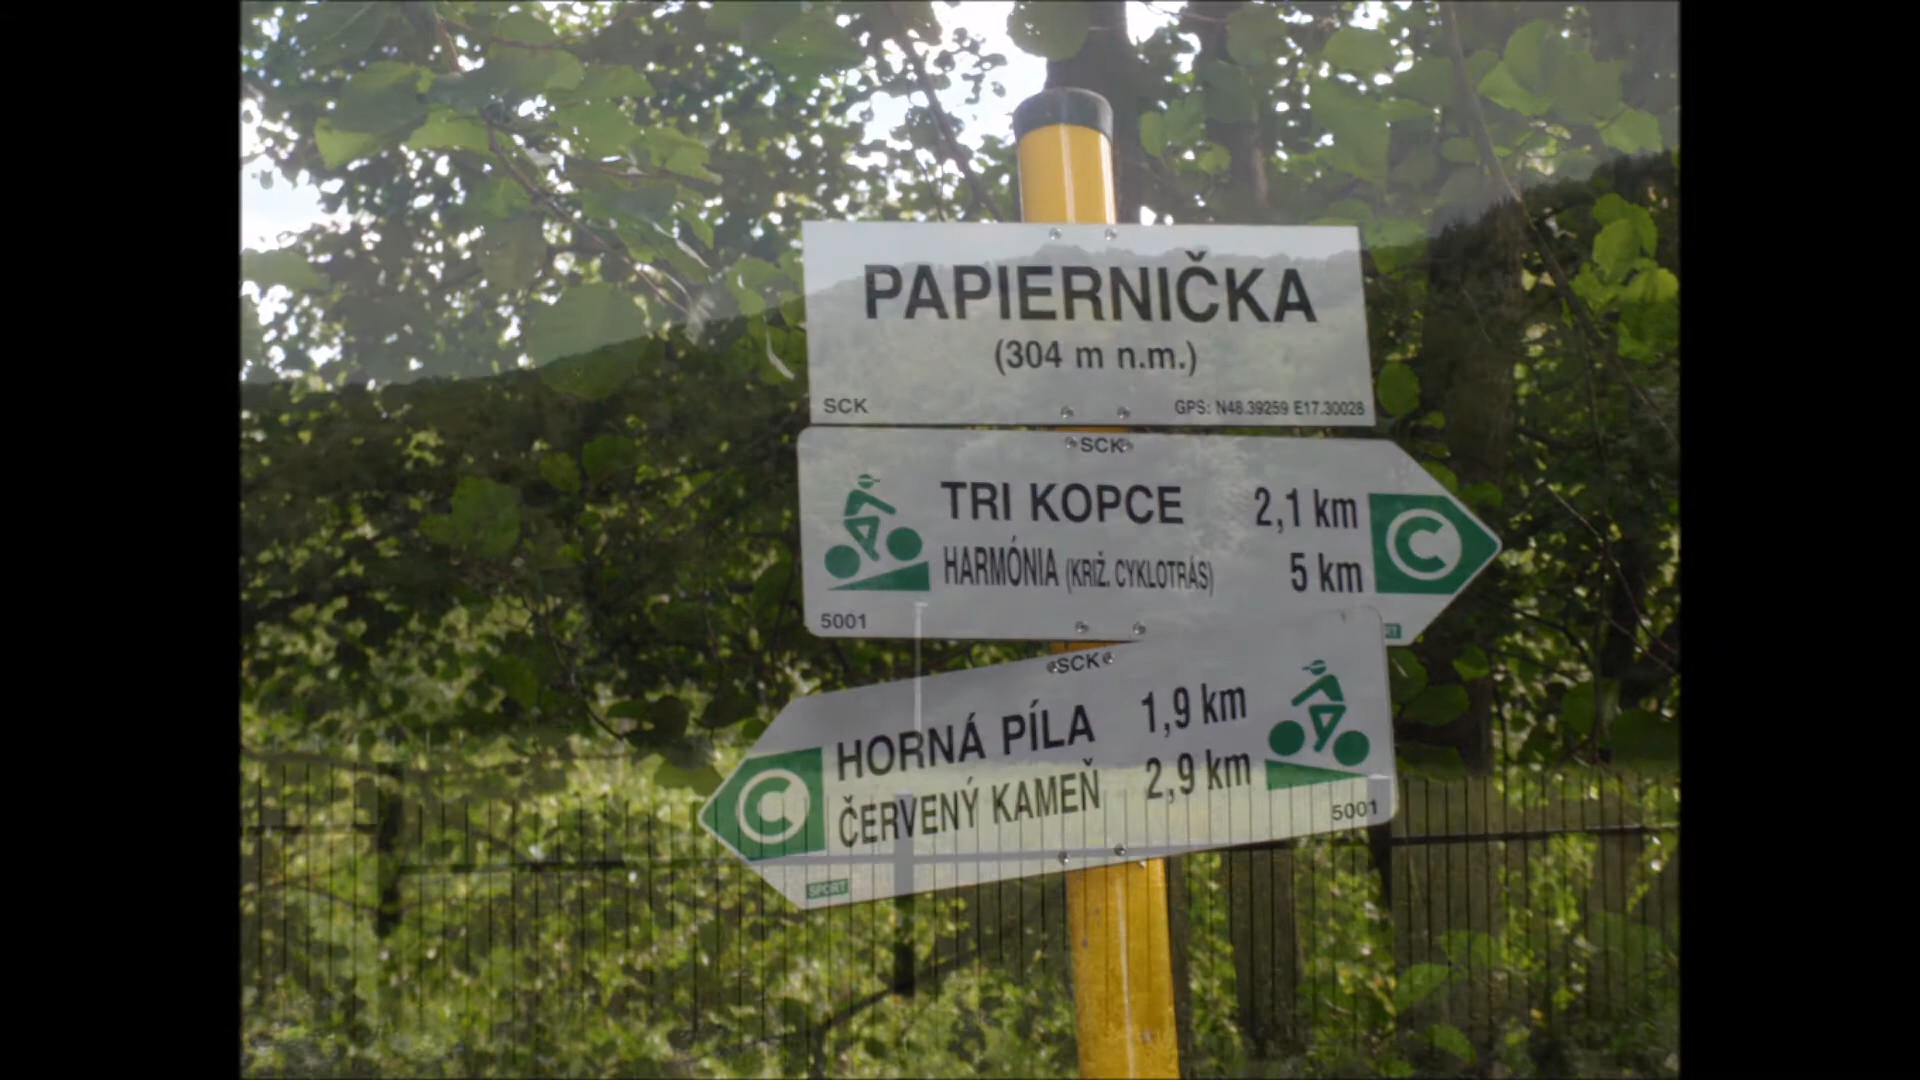 PAPIERNIČKA
(304 m n.m.)
SCK GPS: N48.39259 E17.30028
SCK
TRI KOPCE 2,1 km
HARMÓNIA (KRIŽ. CYKLOTRÁS) 5 km
C
5001
SCK
HORNÁ PÍLA 1,9 km
ČERVENÝ KAMEŇ 2,9 km
C
5001
SPORT